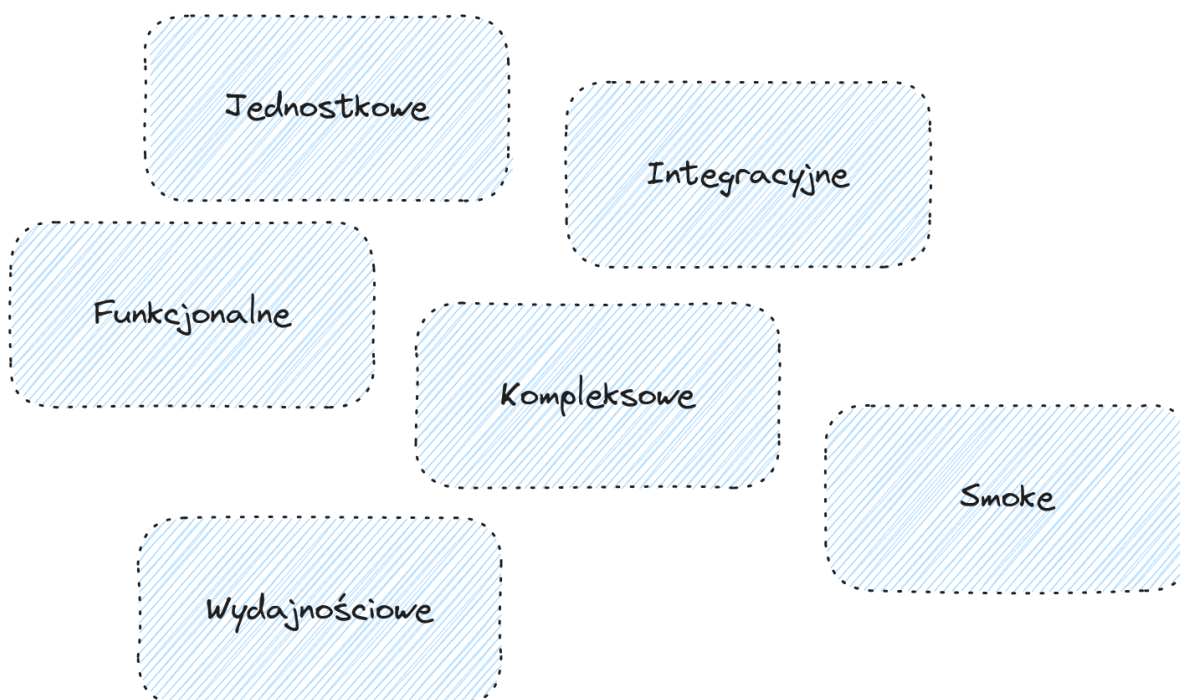 Jednostkowe
Integracyjne
Funkcjonalne
Kompleksowe
Smoke
Wydajnościowe